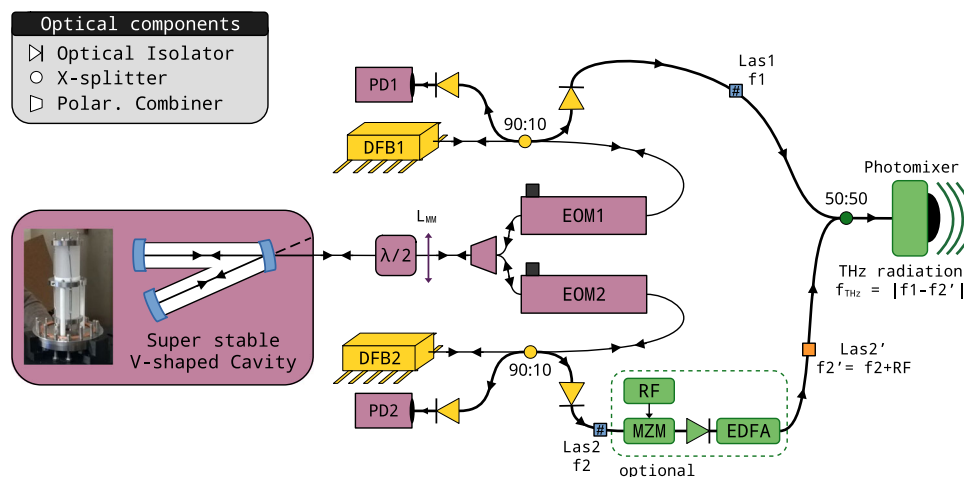 Optical components
Optical Isolator
X-splitter
Polar. Combiner
PD1
90:10
DFB1
Las1
f1
#
Photomixer
50:50
EOM1
L_MM
λ/2
EOM2
THz radiation
f_THz = |f1-f2’|
Super stable
V-shaped Cavity
DFB2
90:10
PD2
Las2’
f2’= f2+RF
RF
MZM
EDFA
#
Las2
f2
optional